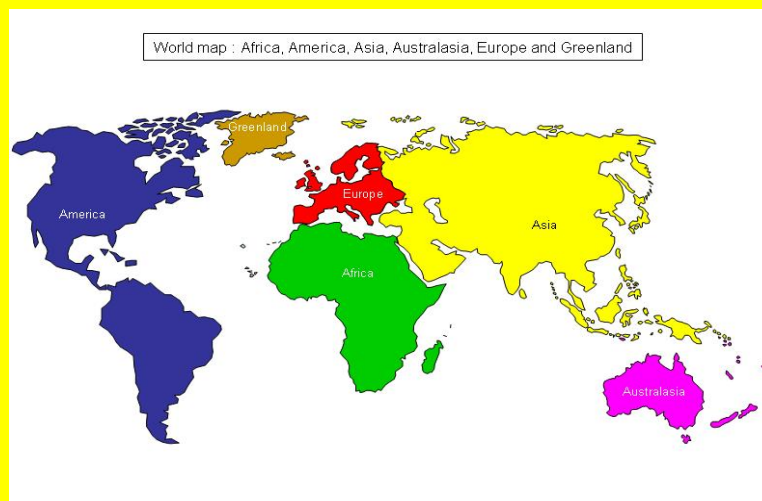 World map : Africa, America, Asia, Australasia, Europe and Greenland
Greenland
Europe
America
Asia
Africa
Australasia